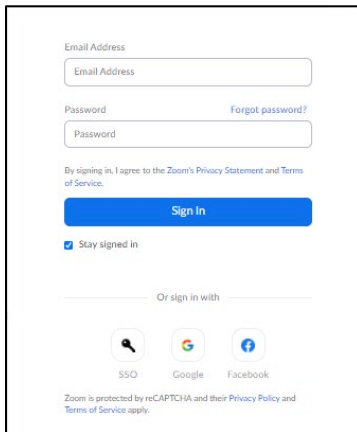 Email Address
Email Address
Password Forgot password?
Password
By signing in, I agree to the Zoom's Privacy Statement and Terms
of Service.
Sign In
Stay signed in
Or sign in with
SSO Google Facebook
Zoom is protected by reCAPTCHA and their Privacy Policy and
Terms of Service apply.